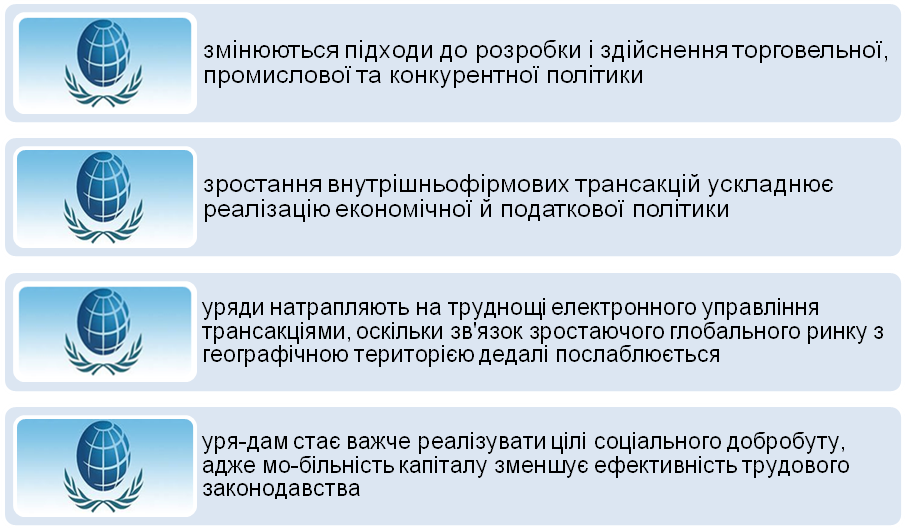 змінюються підходи до розробки і здійснення торговельної,
промислової та конкурентної політики
зростання внутрішньофірмових трансакцій ускладнює
реалізацію економічної й податкової політики
уряди натрапляють на труднощі електронного управління
трансакціями, оскільки зв'язок зростаючого глобального ринку з
географічною територією дедалі послаблюється
уря-дам стає важче реалізувати цілі соціального добробуту,
адже мо-більність капіталу зменшує ефективність трудового
законодавства